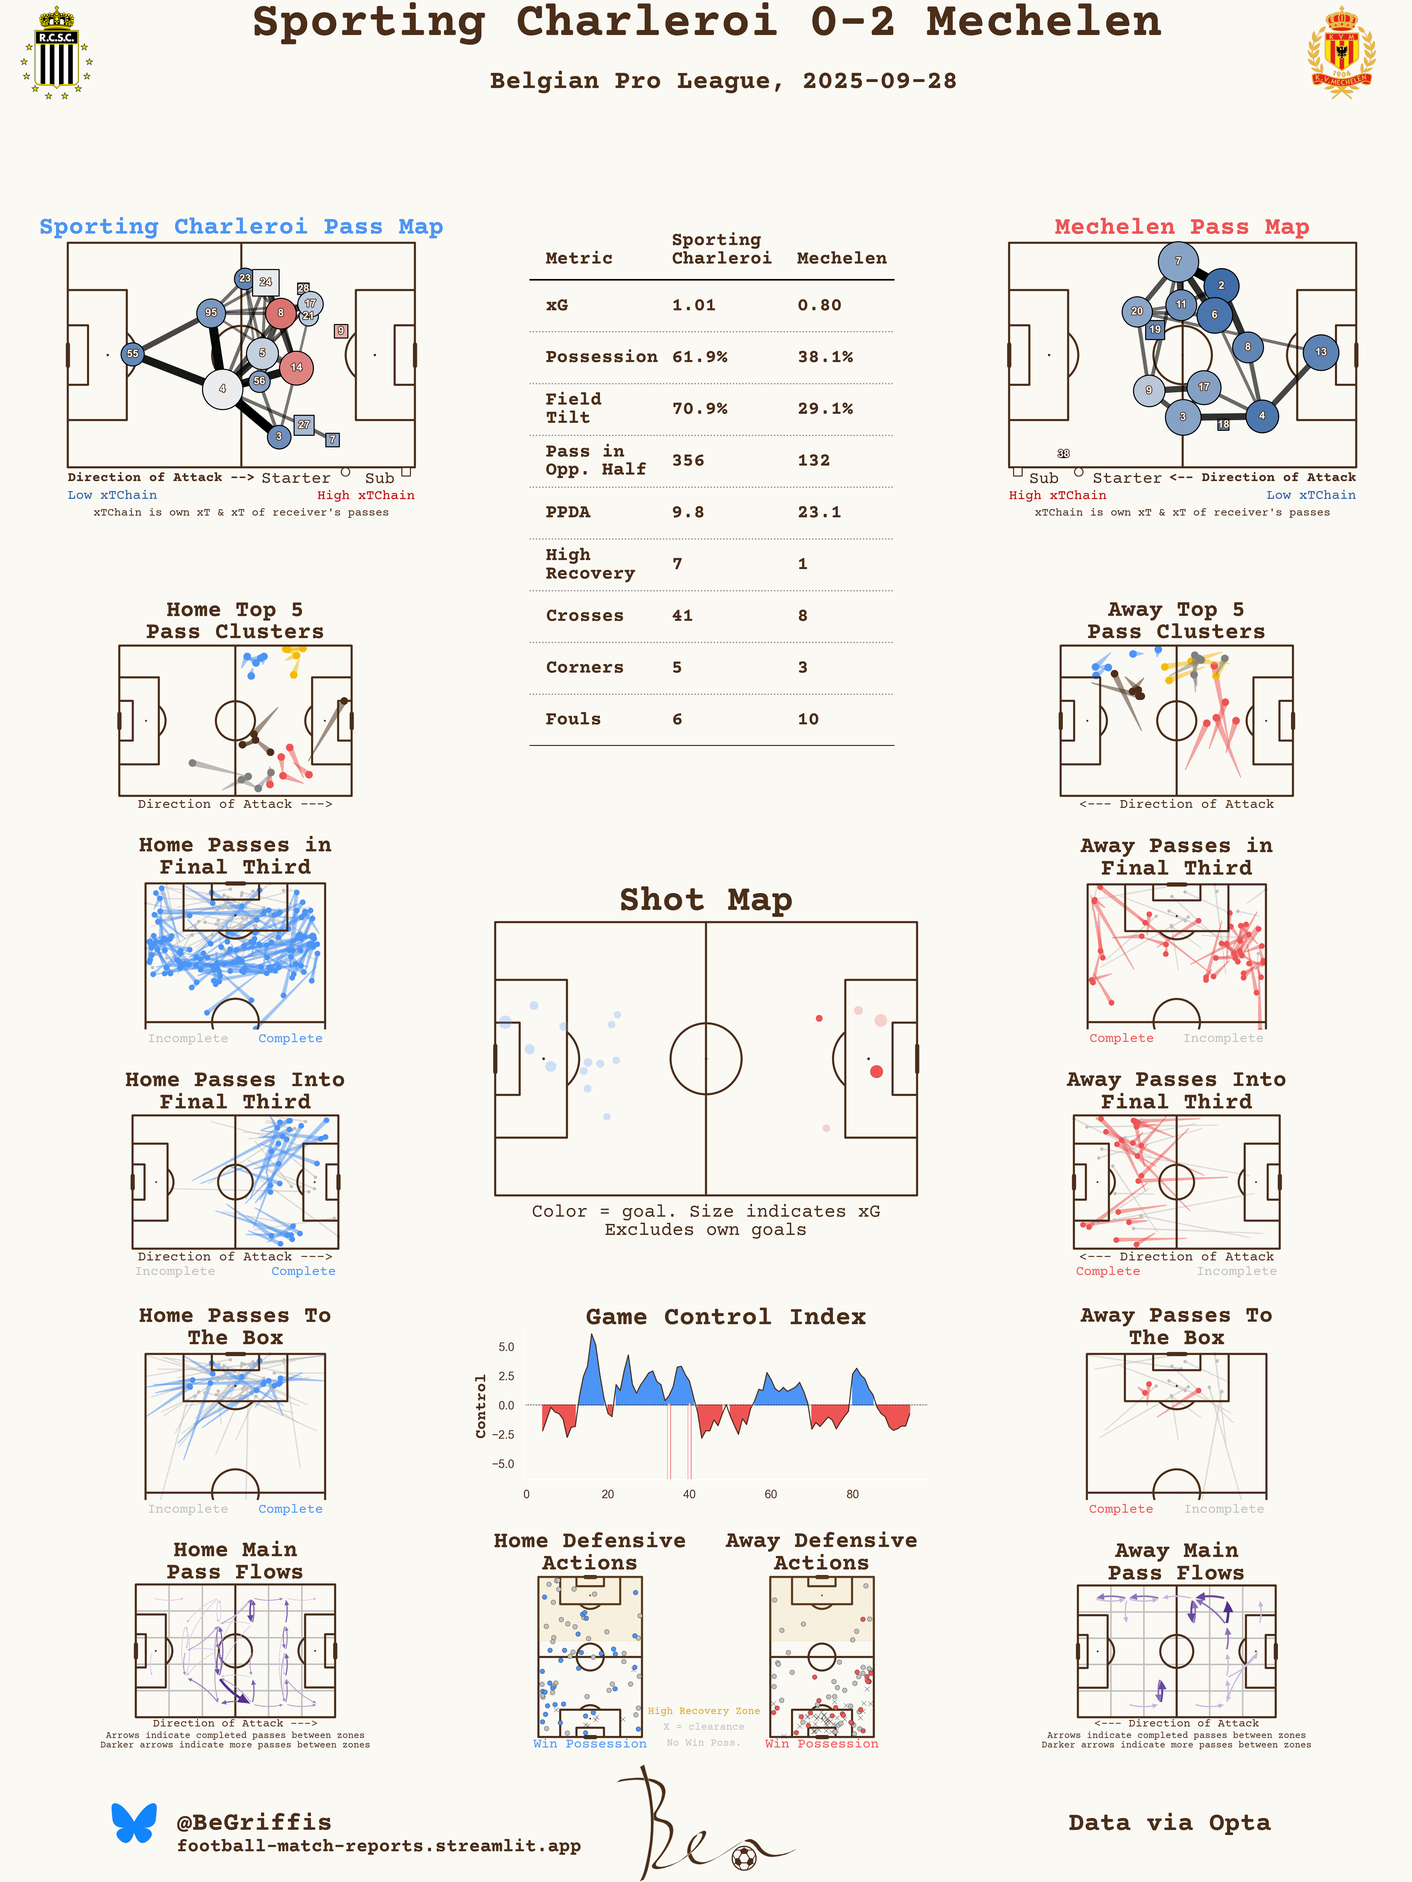 Sporting Charleroi 0-2 Mechelen
Belgian Pro League, 2025-09-28
R.C.S.C.
K V M
1904
K.V. MECHELEN
Sporting Charleroi Pass Map
23
24
28
17
21
95
8
9
55
5
14
56
4
27
3
7
Direction of Attack --> Starter Sub
Low xTChain High xTChain
xTChain is own xT & xT of receiver's passes
Metric Sporting Charleroi Mechelen
xG 1.01 0.80
Possession 61.9% 38.1%
Field Tilt 70.9% 29.1%
Pass in Opp. Half 356 132
PPDA 9.8 23.1
High Recovery 7 1
Crosses 41 8
Corners 5 3
Fouls 6 10
Mechelen Pass Map
7
2
20
11
6
19
8
13
9
17
3
18
4
38
Sub Starter <-- Direction of Attack
High xTChain Low xTChain
xTChain is own xT & xT of receiver's passes
Home Top 5
Pass Clusters
Direction of Attack --->
Away Top 5
Pass Clusters
<--- Direction of Attack
Home Passes in
Final Third
Incomplete Complete
Away Passes in
Final Third
Complete Incomplete
Shot Map
Color = goal. Size indicates xG
Excludes own goals
Home Passes Into
Final Third
Direction of Attack --->
Incomplete Complete
Away Passes Into
Final Third
<--- Direction of Attack
Complete Incomplete
Home Passes To
The Box
Incomplete Complete
Game Control Index
Control
5.0
2.5
0.0
−2.5
−5.0
0 20 40 60 80
Away Passes To
The Box
Complete Incomplete
Home Main
Pass Flows
Direction of Attack --->
Arrows indicate completed passes between zones
Darker arrows indicate more passes between zones
Home Defensive
Actions
Win Possession
High Recovery Zone
X = clearance
No Win Poss.
Away Defensive
Actions
Win Possession
Away Main
Pass Flows
<--- Direction of Attack
Arrows indicate completed passes between zones
Darker arrows indicate more passes between zones
@BeGriffis
football-match-reports.streamlit.app
Ben
Data via Opta